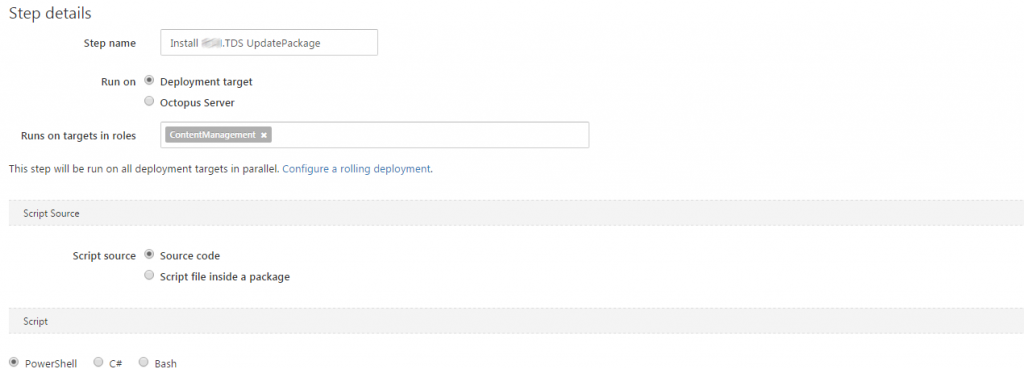 Step details
Step name Install .TDS UpdatePackage
Run on Deployment target
Octopus Server
Runs on targets in roles ContentManagement ×
This step will be run on all deployment targets in parallel. Configure a rolling deployment.
Script Source
Script source Source code
Script file inside a package
Script
PowerShell C# Bash